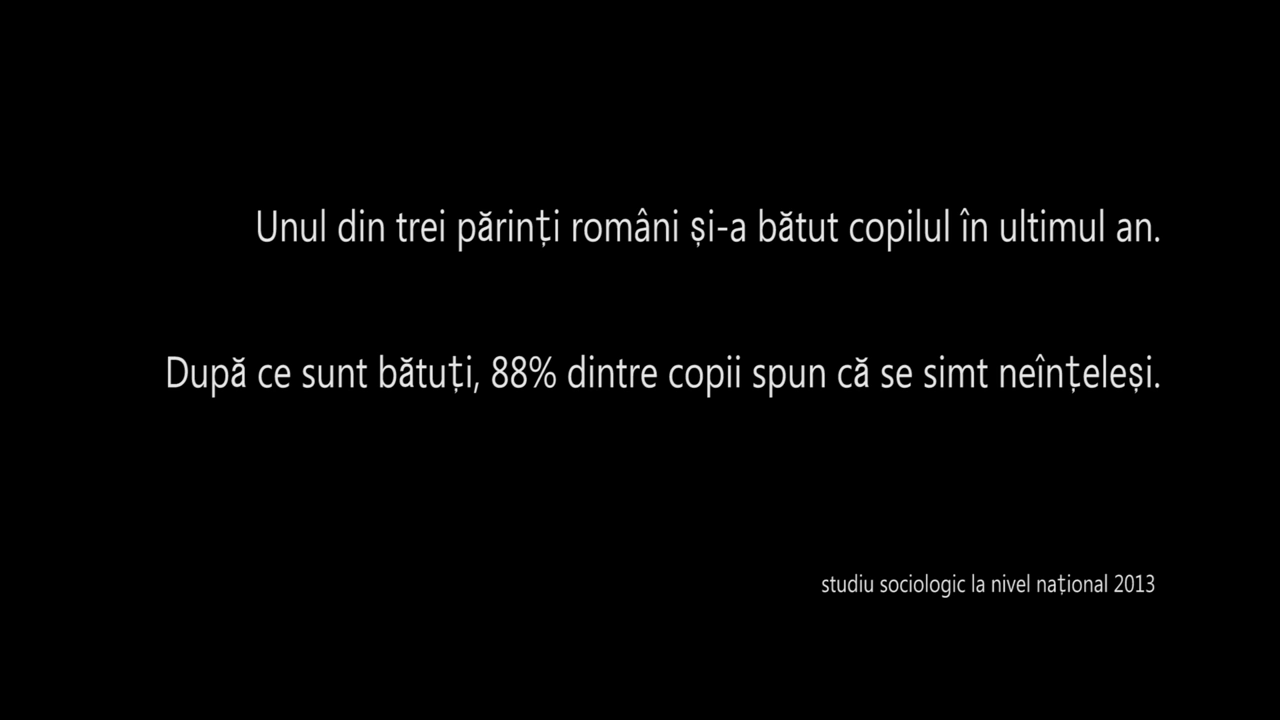 Unul din trei părinți români și-a bătut copilul în ultimul an.
După ce sunt bătuți, 88% dintre copii spun că se simt neînțeleși.
studiu sociologic la nivel național 2013